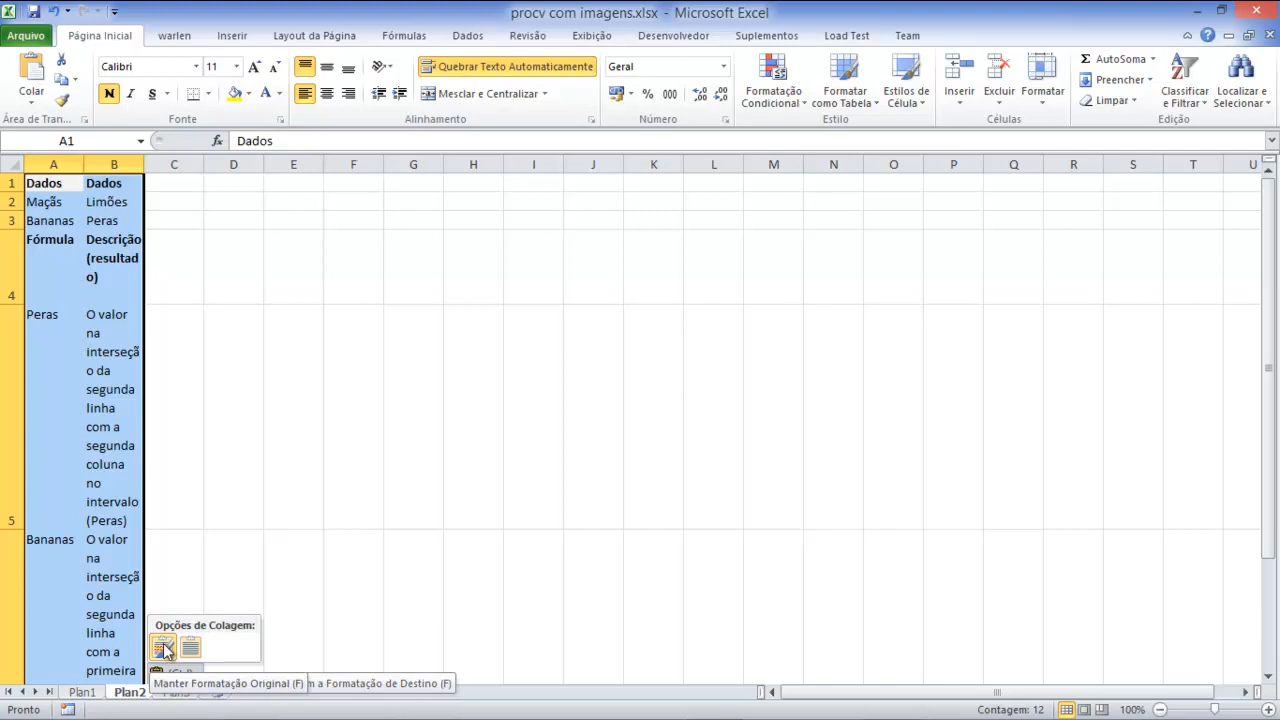 procv com imagens.xlsx - Microsoft Excel
Arquivo Página Inicial warlen Inserir Layout da Página Fórmulas Dados Revisão Exibição Desenvolvedor Suplementos Load Test Team
Colar
Calibri 11
N I S
Quebrar Texto Automaticamente
Mesclar e Centralizar
Geral
% 000
Formatação Condicional
Formatar como Tabela
Estilos de Célula
Inserir
Excluir
Formatar
AutoSoma
Preencher
Limpar
Classificar e Filtrar
Localizar e Selecionar
Área de Tran... Fonte Alinhamento Número Estilo Células Edição
A1 fx Dados
A B C D E F G H I J K L M N O P Q R S T U
1 Dados Dados
2 Maçãs Limões
3 Bananas Peras
Fórmula Descrição
(resultad
o)
4
Peras O valor
na
interseçã
o da
segunda
linha
com a
segunda
coluna
no
intervalo
5 (Peras)
Bananas O valor
na
interseçã
o da
segunda
linha
com a
primeira
Opções de Colagem:
Manter Formatação Original (F) m a Formatação de Destino (F)
Plan1 Plan2
Pronto Contagem: 12 100%